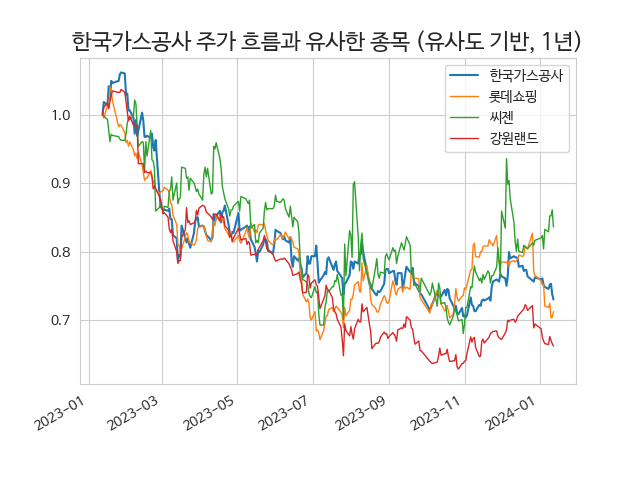 한국가스공사 주가 흐름과 유사한 종목 (유사도 기반, 1년)
한국가스공사
롯데쇼핑
씨젠
강원랜드
1.0
0.9
0.8
0.7
2023-01
2023-03
2023-05
2023-07
2023-09
2023-11
2024-01